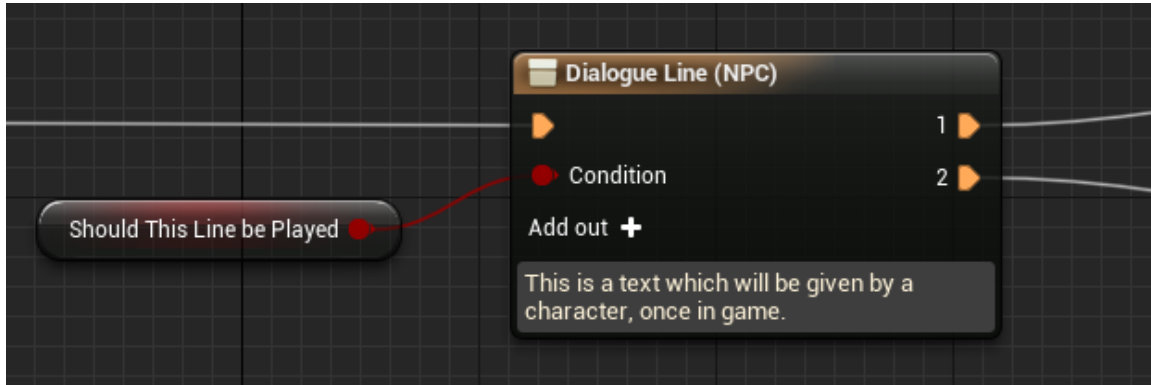 Dialogue Line (NPC)
1
Condition
2
Should This Line be Played
Add out +
This is a text which will be given by a
character, once in game.